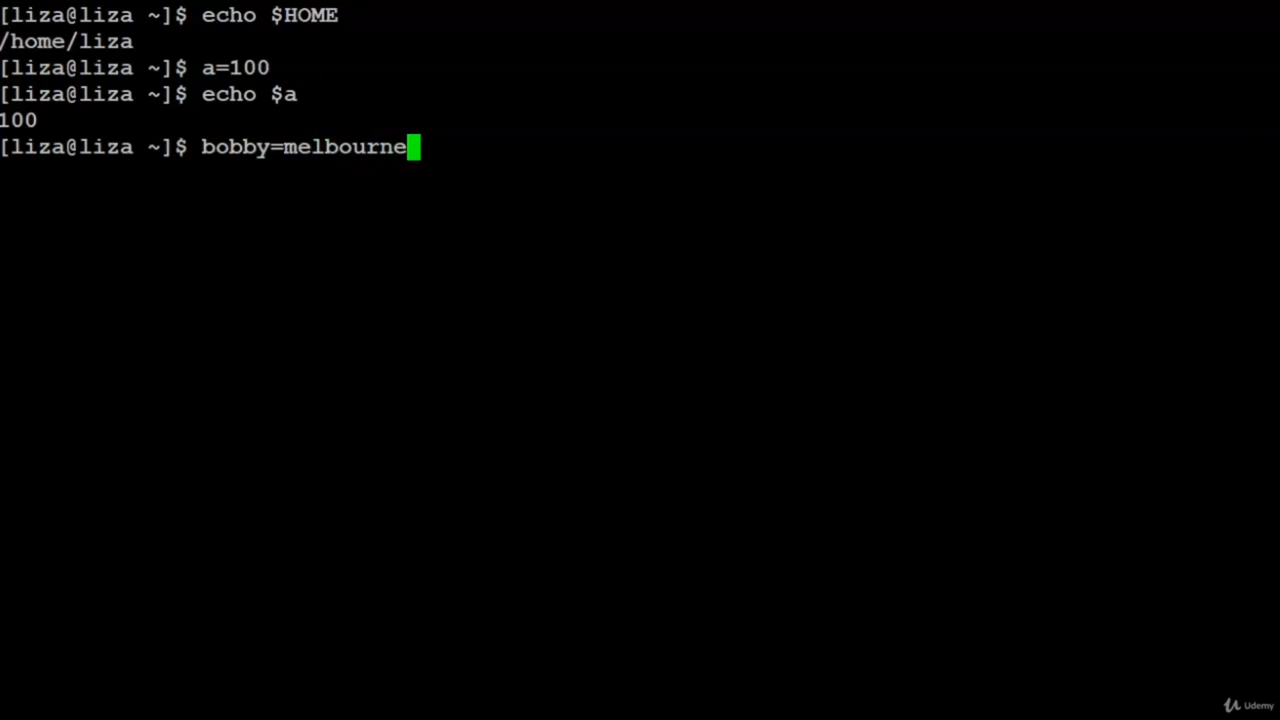 [liza@liza ~]$ echo $HOME
/home/liza
[liza@liza ~]$ a=100
[liza@liza ~]$ echo $a
100
[liza@liza ~]$ bobby=melbourne
Udemy